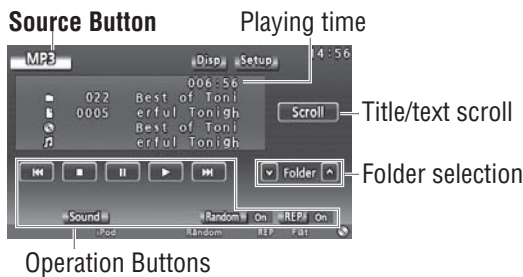 Source Button
Playing time
MP3
Disp
Setup
14:56
006:56
022 Best of Toni
0005 erful Tonigh
Best of Toni
erful Tonigh
Scroll
Title/text scroll
Folder
Folder selection
Sound
Random On
REP On
iPod
Random
REP
Flat
Operation Buttons